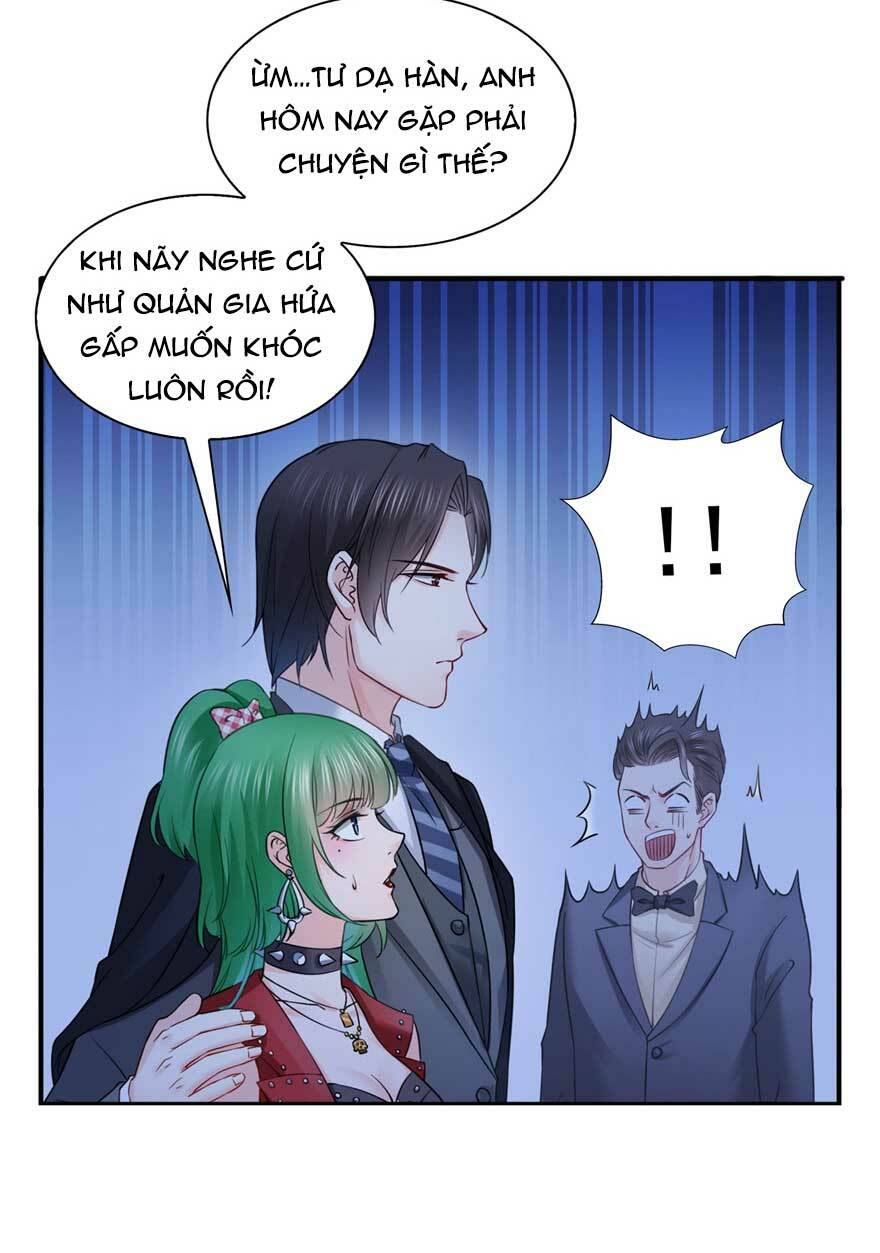 ỪM...TƯ DẠ HÀN, ANH
HÔM NAY GẶP PHẢI
CHUYỆN GÌ THẾ?
KHI NÃY NGHE CỨ
NHƯ QUẢN GIA HỨA
GẤP MUỐN KHÓC
LUÔN RỒI!
!!